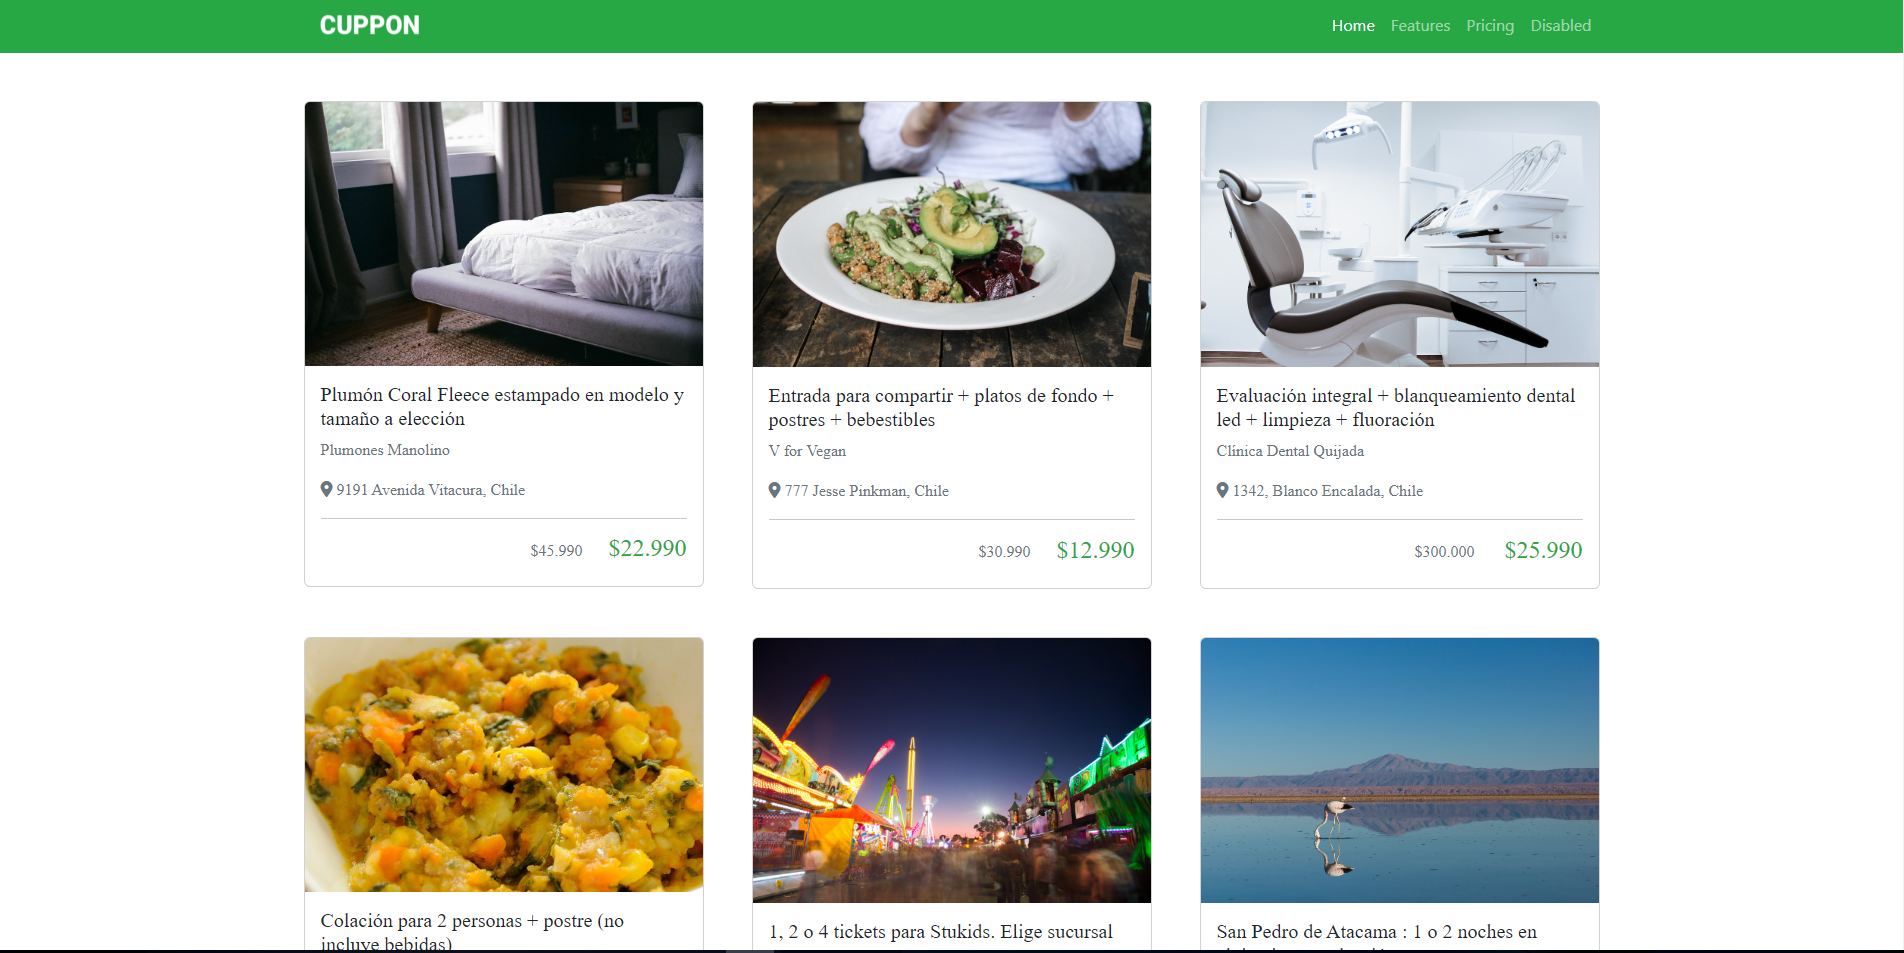 CUPPON
Home Features Pricing Disabled
Plumón Coral Fleece estampado en modelo y
tamaño a elección
Plumones Manolino
9191 Avenida Vitacura, Chile
$45.990 $22.990
Entrada para compartir + platos de fondo +
postres + bebestibles
V for Vegan
777 Jesse Pinkman, Chile
$30.990 $12.990
Evaluación integral + blanqueamiento dental
led + limpieza + fluoración
Clínica Dental Quijada
1342, Blanco Encalada, Chile
$300.000 $25.990
Colación para 2 personas + postre (no
incluye bebidas)
1, 2 o 4 tickets para Stukids. Elige sucursal
San Pedro de Atacama : 1 o 2 noches en